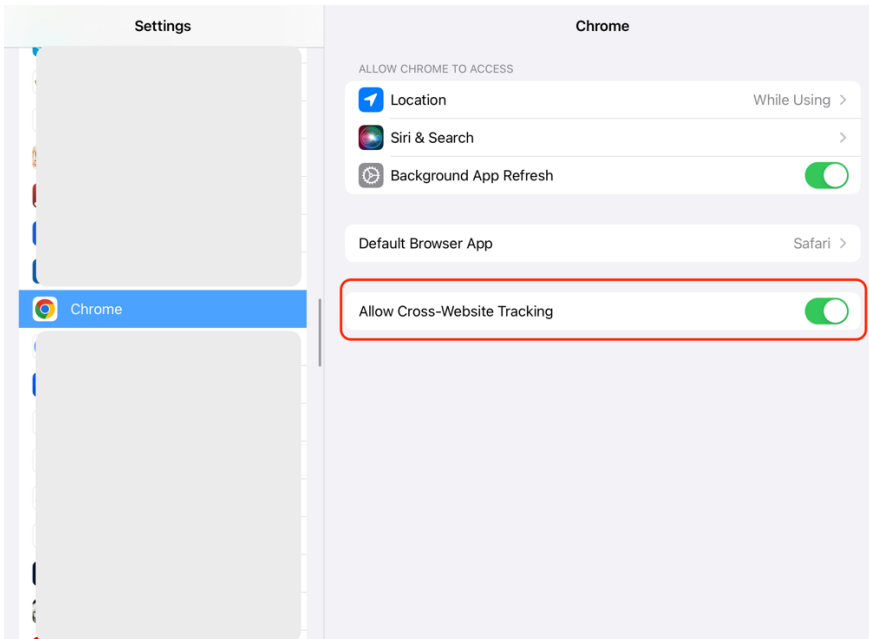 Settings
Chrome
Chrome
ALLOW CHROME TO ACCESS
Location While Using
Siri & Search
Background App Refresh
Default Browser App Safari
Allow Cross-Website Tracking